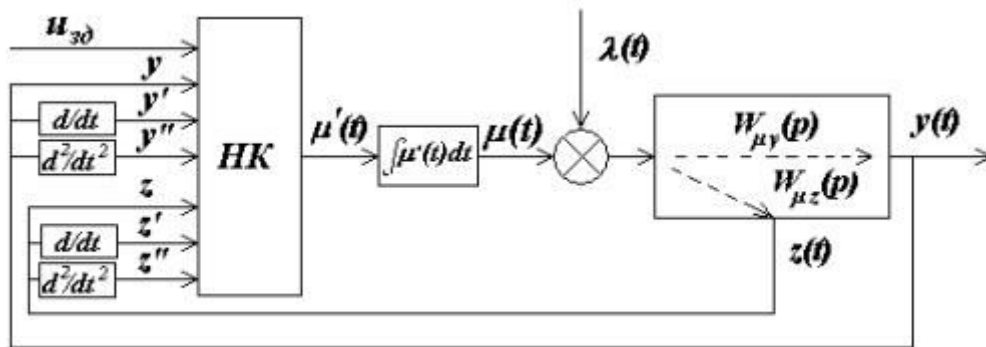 u_зд
y
y'
d/dt
y''
d²/dt²
z
z'
d/dt
z''
d²/dt²
НК
μ'(t)
∫μ'(t)dt
μ(t)
λ(t)
W_μy(p)
W_μz(p)
y(t)
z(t)